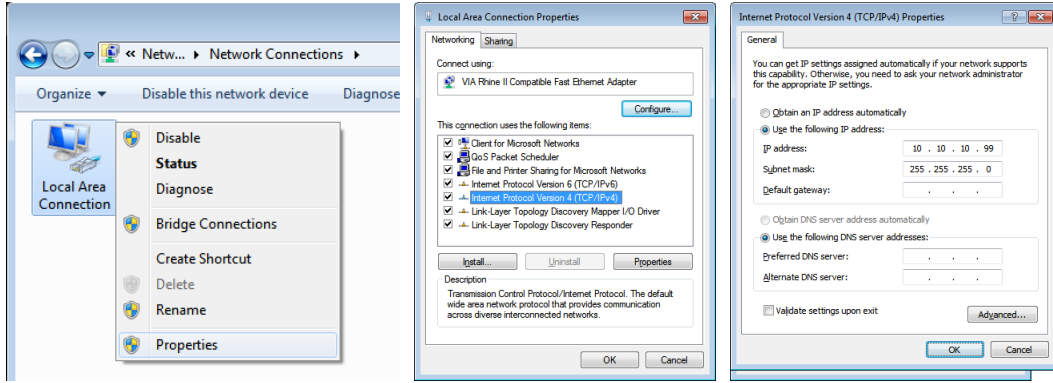 « Netw... ▸ Network Connections ▸
Organize ▾ Disable this network device Diagnose
Local Area
Connection
Disable
Status
Diagnose
Bridge Connections
Create Shortcut
Delete
Rename
Properties
Local Area Connection Properties
Networking Sharing
Connect using:
VIA Rhine II Compatible Fast Ethernet Adapter
Configure...
This connection uses the following items:
Client for Microsoft Networks
QoS Packet Scheduler
File and Printer Sharing for Microsoft Networks
Internet Protocol Version 6 (TCP/IPv6)
Internet Protocol Version 4 (TCP/IPv4)
Link-Layer Topology Discovery Mapper I/O Driver
Link-Layer Topology Discovery Responder
Install... Uninstall Properties
Description
Transmission Control Protocol/Internet Protocol. The default
wide area network protocol that provides communication
across diverse interconnected networks.
OK Cancel
Internet Protocol Version 4 (TCP/IPv4) Properties
General
You can get IP settings assigned automatically if your network supports
this capability. Otherwise, you need to ask your network administrator
for the appropriate IP settings.
Obtain an IP address automatically
Use the following IP address:
IP address: 10 . 10 . 10 . 99
Subnet mask: 255 . 255 . 255 . 0
Default gateway: . . .
Obtain DNS server address automatically
Use the following DNS server addresses:
Preferred DNS server: . . .
Alternate DNS server: . . .
Validate settings upon exit
Advanced...
OK Cancel